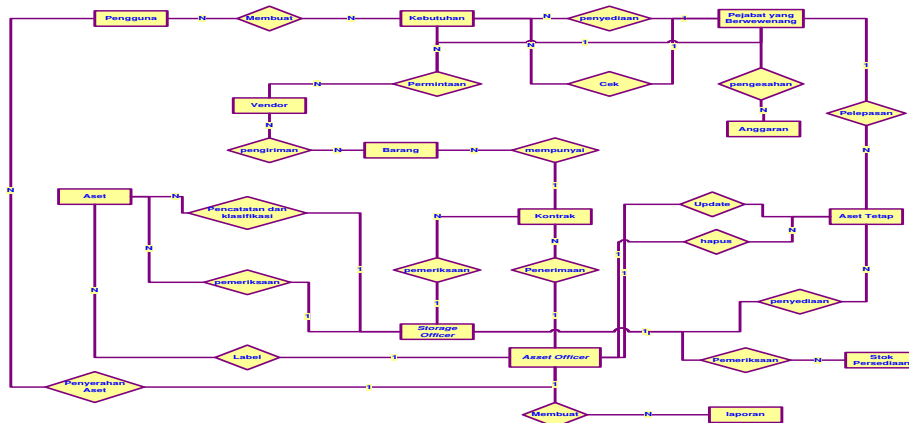 Pengguna
N
Membuat
N
Kebutuhan
N
penyediaan
1
Pejabat yang
Berwewenang
1
N
N
1
1
N
Permintaan
N
Cek
pengesahan
N
Anggaran
Pelepasan
Vendor
N
pengiriman
N
Barang
N
mempunyai
1
N
N
Aset
N
Pencatatan dan
klasifikasi
1
N
Kontrak
N
Update
Aset Tetap
N
hapus
1
1
N
N
pemeriksaan
1
pemeriksaan
1
Penerimaan
1
N
penyediaan
N
Storage
Officer
1
Label
1
Asset Officer
Pemeriksaan
N
Stok
Persediaan
Penyerahan
Aset
1
1
Membuat
N
laporan